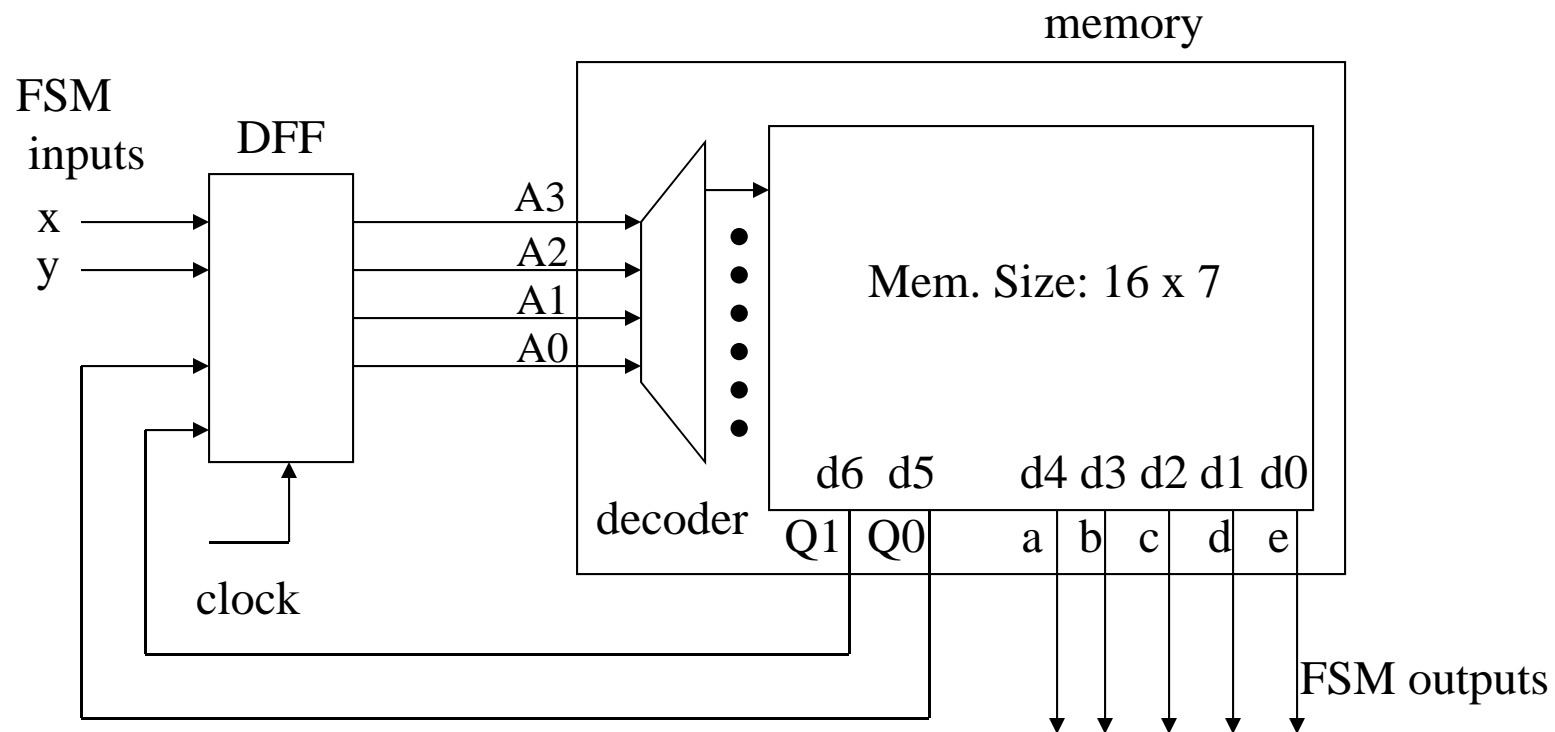 memory
FSM
inputs
DFF
x
y
A3
A2
A1
A0
Mem. Size: 16 x 7
d6 d5 d4 d3 d2 d1 d0
decoder
Q1 Q0 a b c d e
clock
FSM outputs